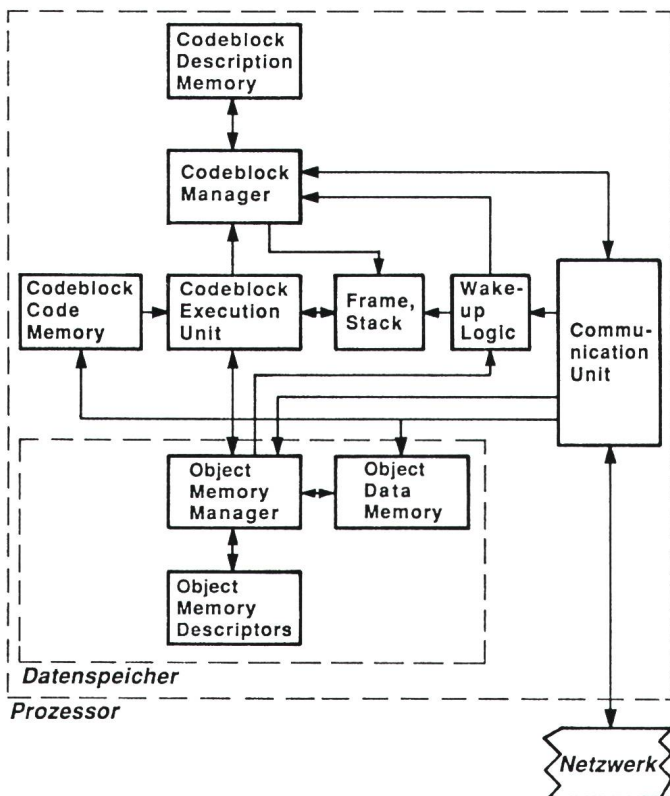 Codeblock
Description
Memory
Codeblock
Manager
Codeblock
Code
Memory
Codeblock
Execution
Unit
Frame,
Stack
Wake-
up
Logic
Commu-
nication
Unit
Object
Memory
Manager
Object
Data
Memory
Object
Memory
Descriptors
Datenspeicher
Prozessor
Netzwerk